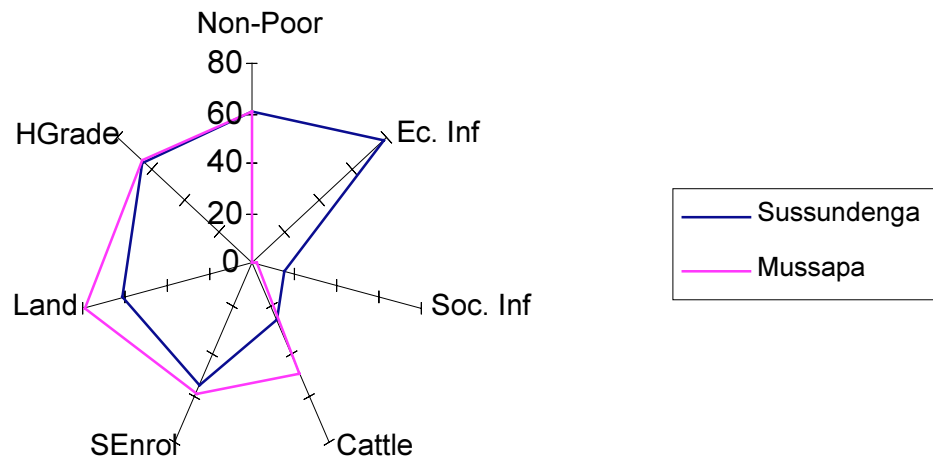 Non-Poor
80
60
40
20
0
Ec. Inf
Soc. Inf
Cattle
SEnrol
Land
HGrade
Sussundenga
Mussapa